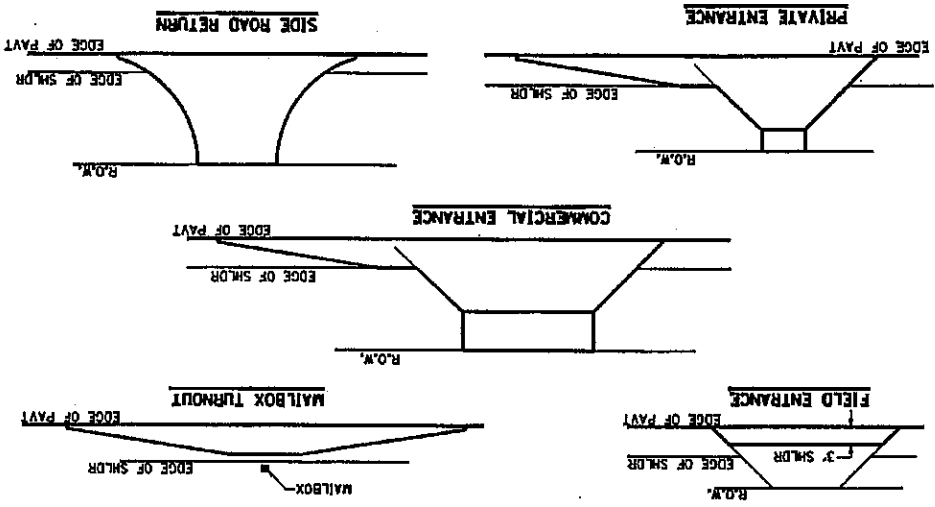 R.O.W.
3' SHLDR
EDGE OF SHLDR
EDGE OF PAVT
FIELD ENTRANCE
MAILBOX
EDGE OF SHLDR
EDGE OF PAVT
MAILBOX TURNOUT
R.O.W.
EDGE OF SHLDR
EDGE OF PAVT
COMMERCIAL ENTRANCE
R.O.W.
EDGE OF SHLDR
EDGE OF PAVT
PRIVATE ENTRANCE
R.O.W.
EDGE OF SHLDR
EDGE OF PAVT
SIDE ROAD RETURN